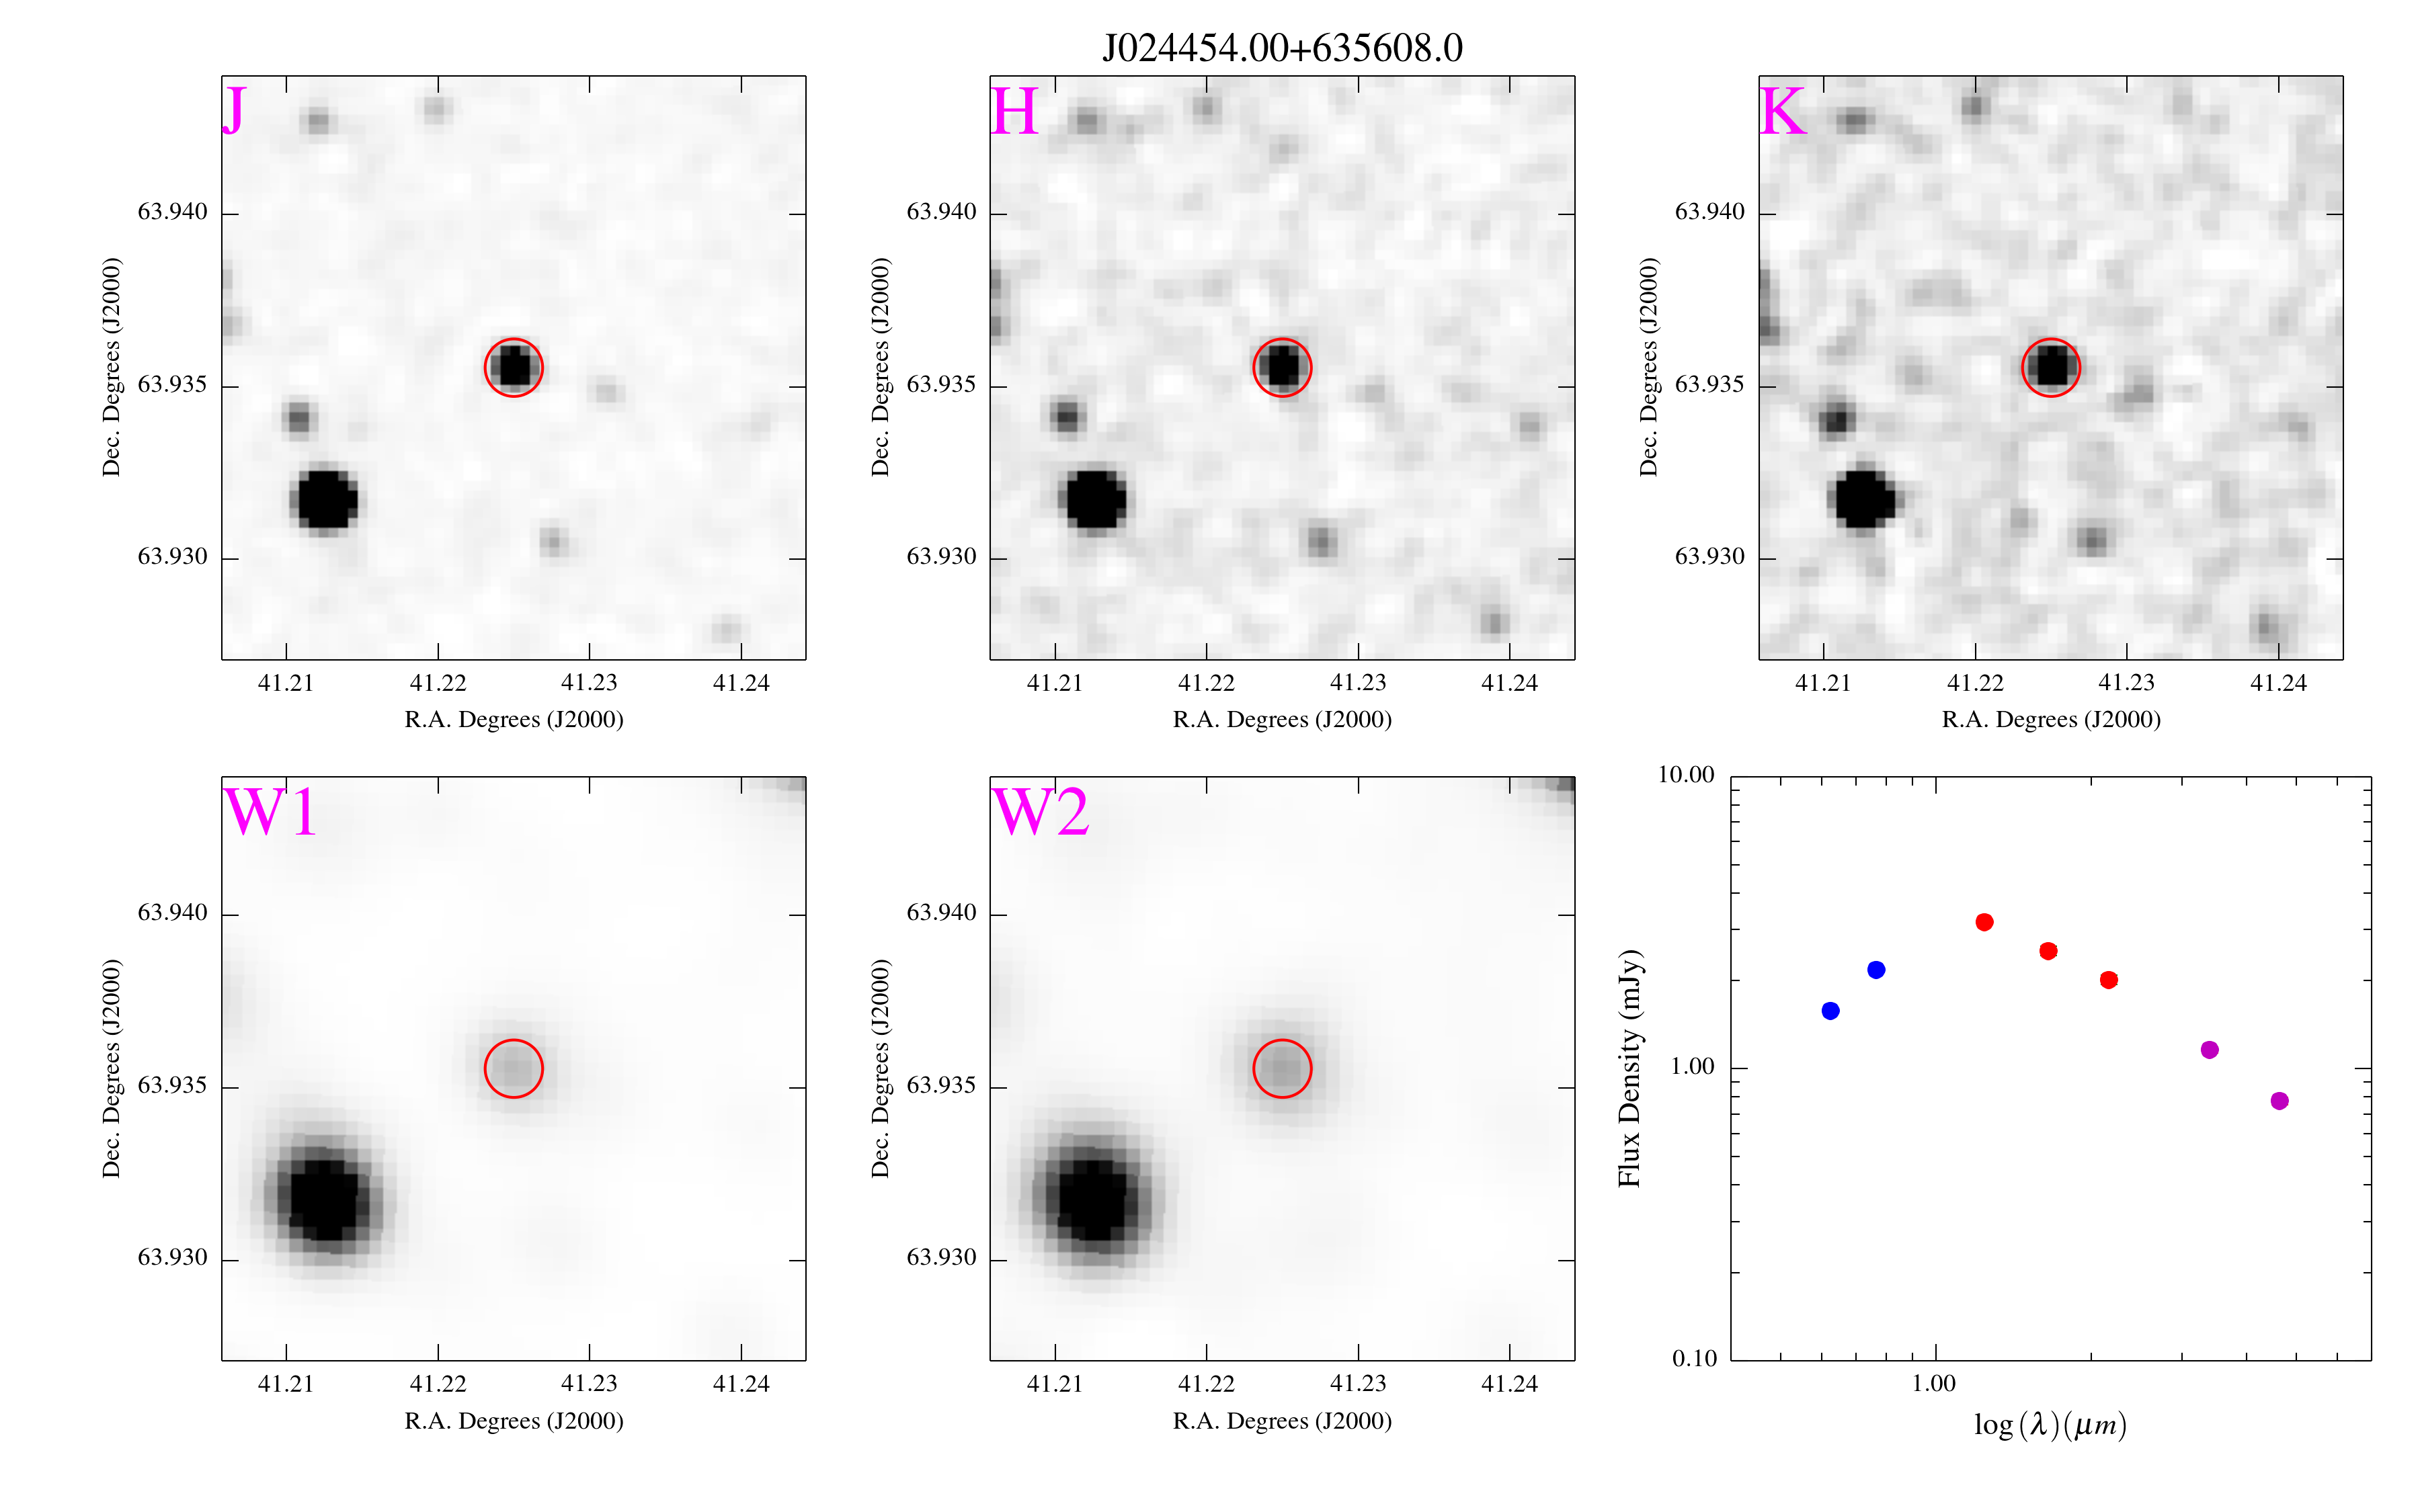 J024454.00+635608.0
J
63.940
63.935
63.930
Dec. Degrees (J2000)
41.21 41.22 41.23 41.24
R.A. Degrees (J2000)
H
63.940
63.935
63.930
Dec. Degrees (J2000)
41.21 41.22 41.23 41.24
R.A. Degrees (J2000)
K
63.940
63.935
63.930
Dec. Degrees (J2000)
41.21 41.22 41.23 41.24
R.A. Degrees (J2000)
W1
63.940
63.935
63.930
Dec. Degrees (J2000)
41.21 41.22 41.23 41.24
R.A. Degrees (J2000)
W2
63.940
63.935
63.930
Dec. Degrees (J2000)
41.21 41.22 41.23 41.24
R.A. Degrees (J2000)
10.00
1.00
0.10
Flux Density (mJy)
1.00
log(λ)(μm)